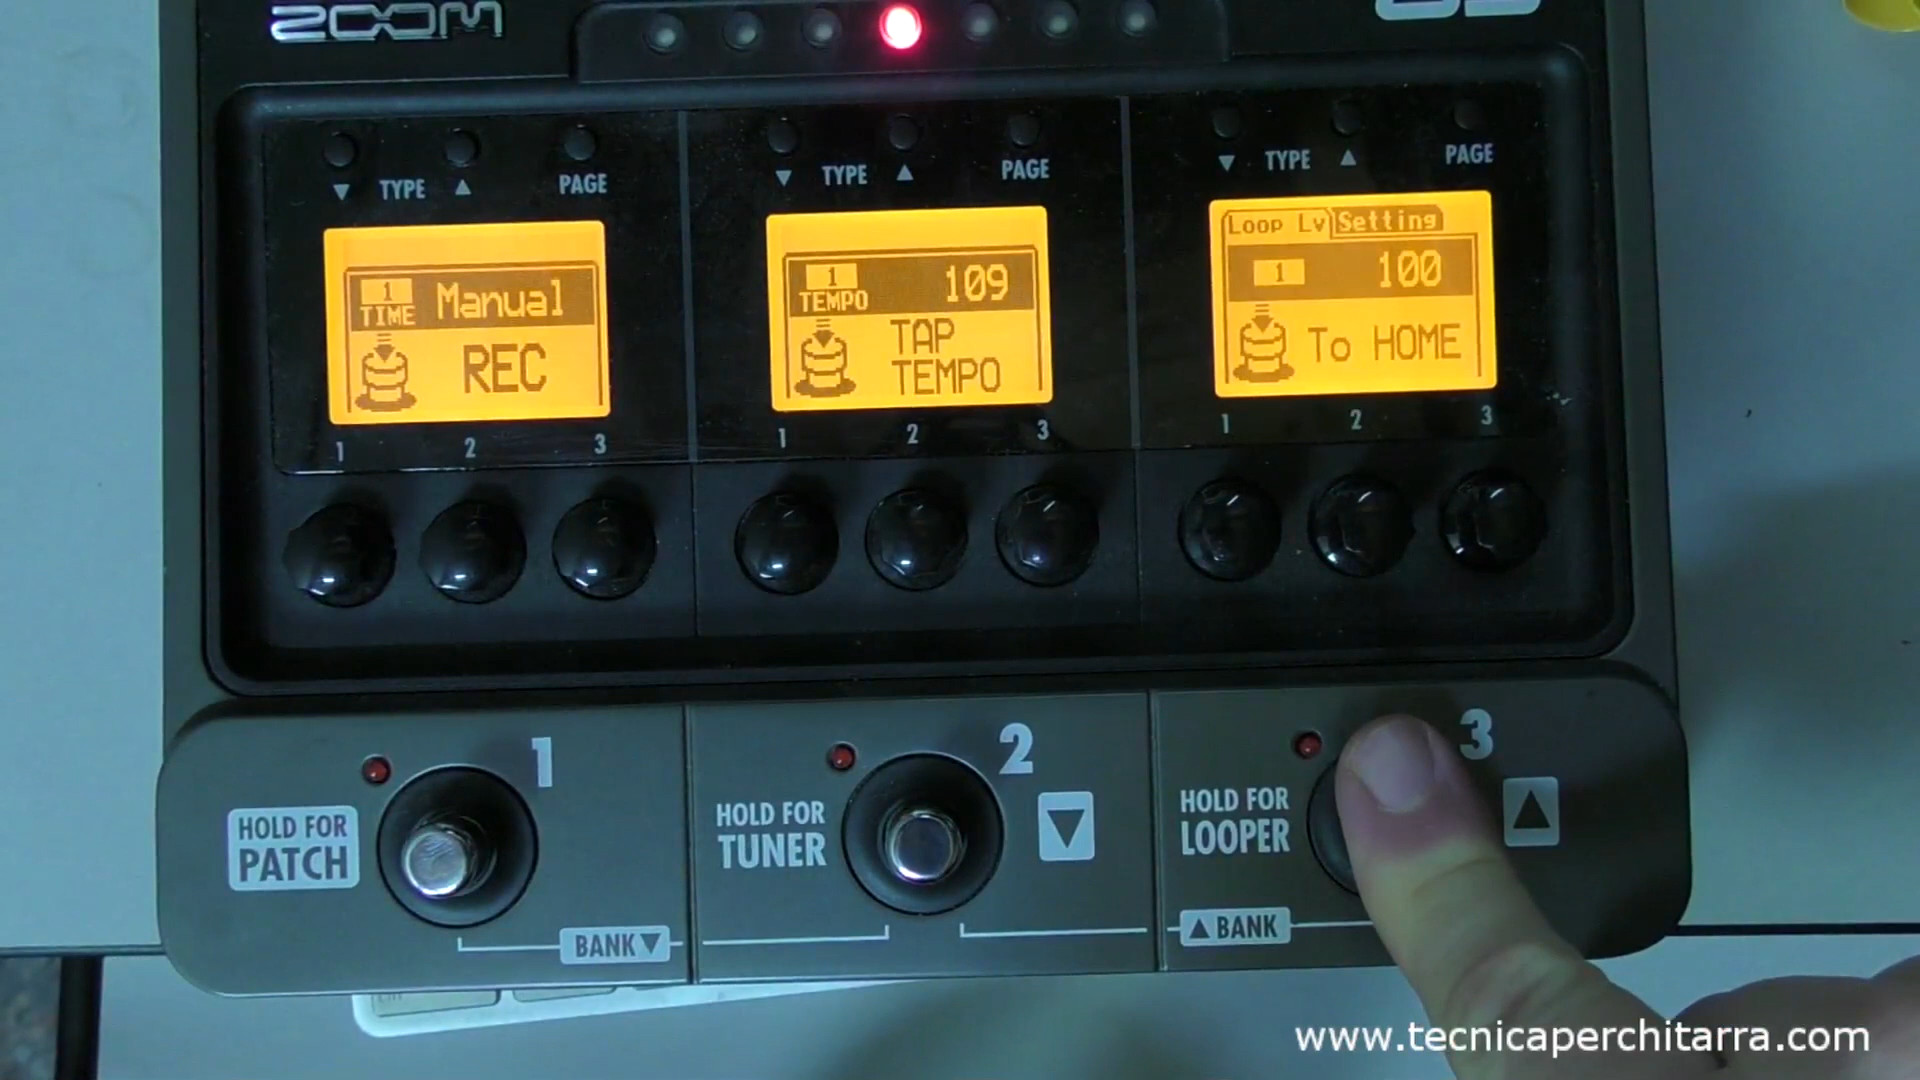 ZOOM
TYPE
PAGE
TYPE
PAGE
TYPE
PAGE
1
TIME
Manual
REC
1
TEMPO
109
TAP
TEMPO
Loop Lv
Setting
1
100
To HOME
1 2 3
1 2 3
1 2 3
1
HOLD FOR
PATCH
BANK
2
HOLD FOR
TUNER
3
HOLD FOR
LOOPER
BANK
www.tecnicaperchitarra.com